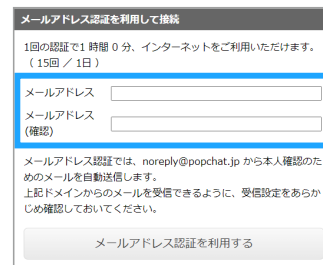 メールアドレス認証を利用して接続
1回の認証で1 時間 0 分、インターネットをご利用いただけます。
（ 15回 ／ 1日 ）
メールアドレス
メールアドレス
(確認)
メールアドレス認証では、noreply@popchat.jp から本人確認のた
めのメールを自動送信します。
上記ドメインからのメールを受信できるように、受信設定をあらか
じめ確認しておいてください。
メールアドレス認証を利用する